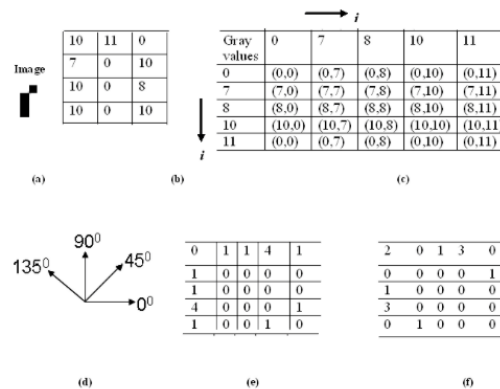 i
10 11 0
7 0 10
10 0 8
10 0 10
Image
Gray values 0 7 8 10 11
0 (0,0) (0,7) (0,8) (0,10) (0,11)
7 (7,0) (7,7) (7,8) (7,10) (7,11)
8 (8,0) (8,7) (8,8) (8,10) (8,11)
10 (10,0) (10,7) (10,8) (10,10) (10,11)
11 (0,0) (0,7) (0,8) (0,10) (0,11)
i
(a) (b) (c)
90⁰
135⁰ 45⁰
0⁰
0 1 1 4 1
1 0 0 0 0
1 0 0 0 0
4 0 0 0 1
1 0 0 1 0
2 0 1 3 0
0 0 0 0 1
1 0 0 0 0
3 0 0 0 0
0 1 0 0 0
(d) (e) (f)